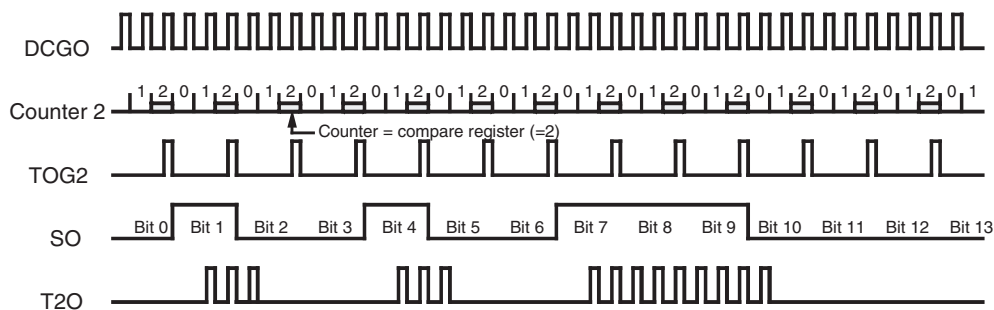 DCGO
Counter 2 1 2 0 1 2 0 1 2 0 1 2 0 1 2 0 1 2 0 1 2 0 1 2 0 1 2 0 1 2 0 1 2 0 1 2 0 1 2 0 1
Counter = compare register (=2)
TOG2
SO Bit 0 Bit 1 Bit 2 Bit 3 Bit 4 Bit 5 Bit 6 Bit 7 Bit 8 Bit 9 Bit 10 Bit 11 Bit 12 Bit 13
T2O